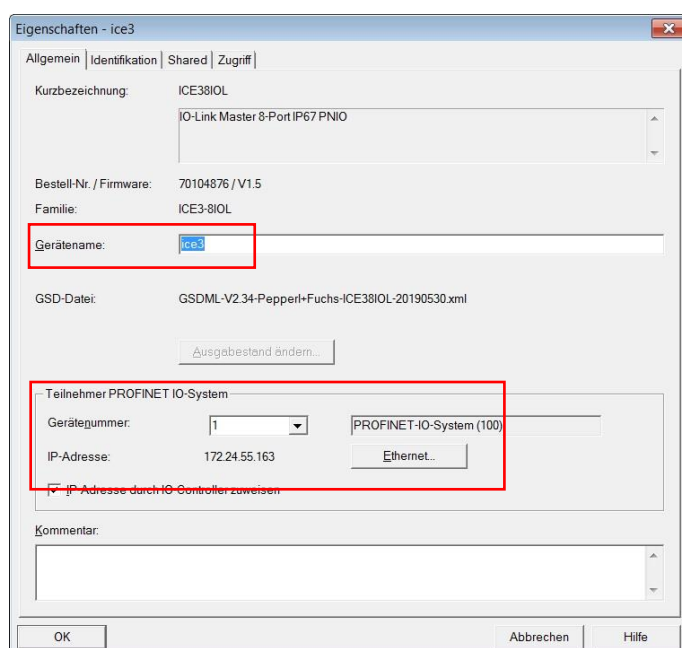 Eigenschaften - ice3
Allgemein Identifikation Shared Zugriff
Kurzbezeichnung: ICE38IOL
IO-Link Master 8-Port IP67 PNIO
Bestell-Nr. / Firmware: 70104876 / V1.5
Familie: ICE3-8IOL
Gerätename: ice3
GSD-Datei: GSDML-V2.34-Pepperl+Fuchs-ICE38IOL-20190530.xml
Ausgabestand ändern...
Teilnehmer PROFINET IO-System
Gerätenummer: 1 PROFINET-IO-System (100)
IP-Adresse: 172.24.55.163 Ethernet...
IP-Adresse durch IO-Controller zuweisen
Kommentar:
OK Abbrechen Hilfe